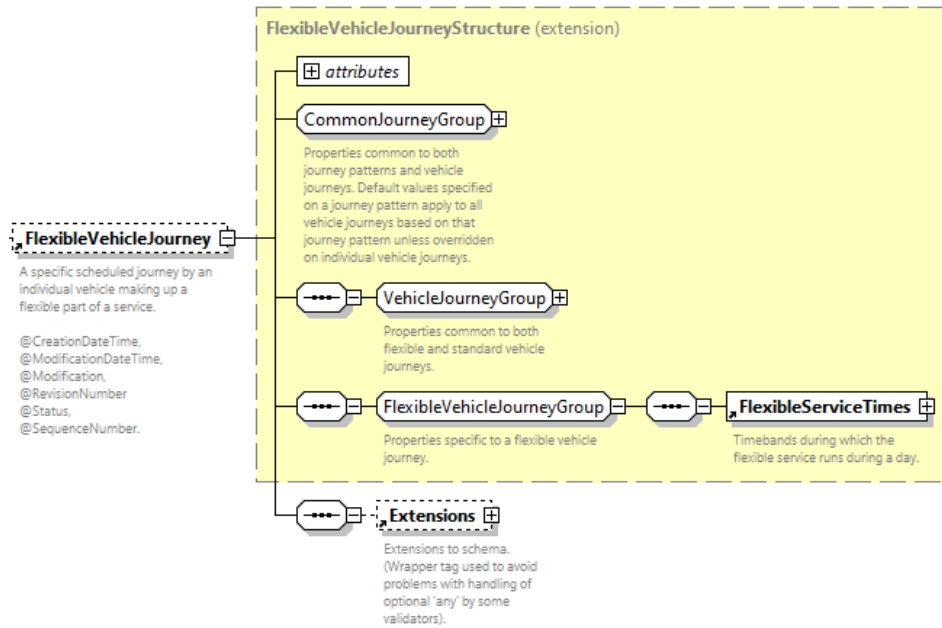 FlexibleVehicleJourneyStructure (extension)
attributes
CommonJourneyGroup
Properties common to both
journey patterns and vehicle
journeys. Default values specified
on a journey pattern apply to all
vehicle journeys based on that
journey pattern unless overridden
on individual vehicle journeys.
FlexibleVehicleJourney
A specific scheduled journey by an
individual vehicle making up a
flexible part of a service.
@CreationDateTime,
@ModificationDateTime,
@Modification,
@RevisionNumber
@Status,
@SequenceNumber.
VehicleJourneyGroup
Properties common to both
flexible and standard vehicle
journeys.
FlexibleVehicleJourneyGroup
Properties specific to a flexible vehicle
journey.
FlexibleServiceTimes
Timebands during which the
flexible service runs during a day.
Extensions
Extensions to schema.
(Wrapper tag used to avoid
problems with handling of
optional 'any' by some
validators).